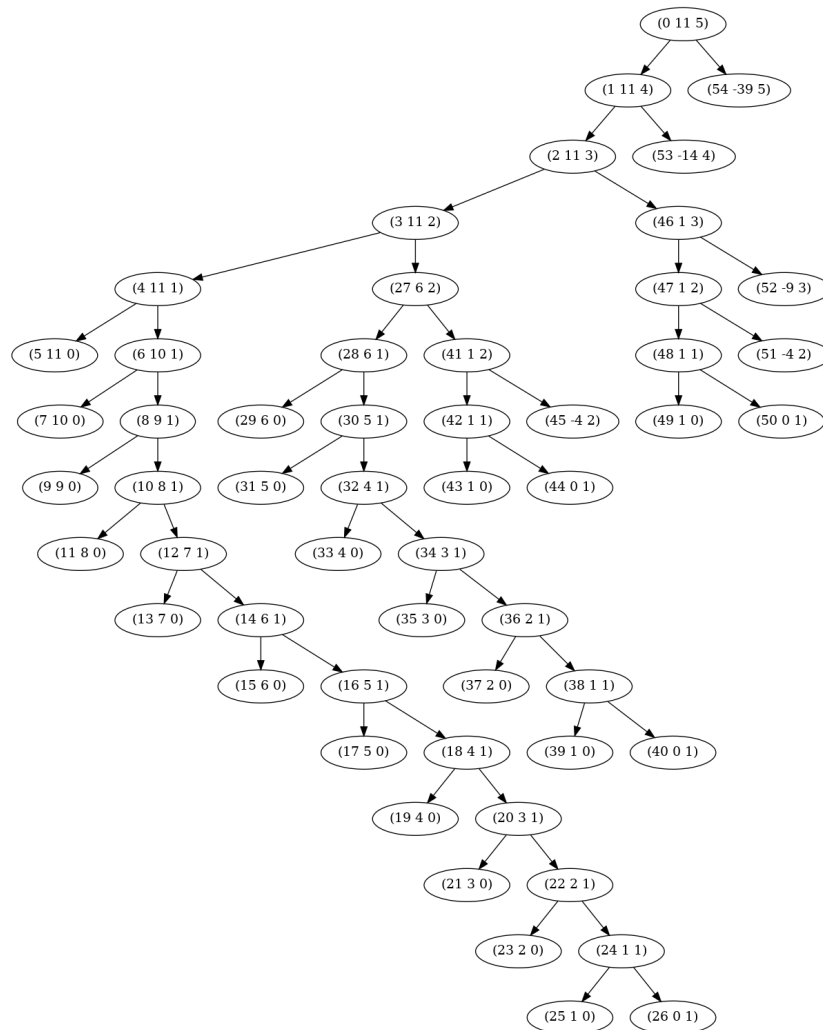 (0 11 5)
(1 11 4)
(54 -39 5)
(2 11 3)
(53 -14 4)
(3 11 2)
(46 1 3)
(4 11 1)
(27 6 2)
(47 1 2)
(52 -9 3)
(5 11 0)
(6 10 1)
(28 6 1)
(41 1 2)
(48 1 1)
(51 -4 2)
(7 10 0)
(8 9 1)
(29 6 0)
(30 5 1)
(42 1 1)
(45 -4 2)
(49 1 0)
(50 0 1)
(9 9 0)
(10 8 1)
(31 5 0)
(32 4 1)
(43 1 0)
(44 0 1)
(11 8 0)
(12 7 1)
(33 4 0)
(34 3 1)
(13 7 0)
(14 6 1)
(35 3 0)
(36 2 1)
(15 6 0)
(16 5 1)
(37 2 0)
(38 1 1)
(17 5 0)
(18 4 1)
(39 1 0)
(40 0 1)
(19 4 0)
(20 3 1)
(21 3 0)
(22 2 1)
(23 2 0)
(24 1 1)
(25 1 0)
(26 0 1)